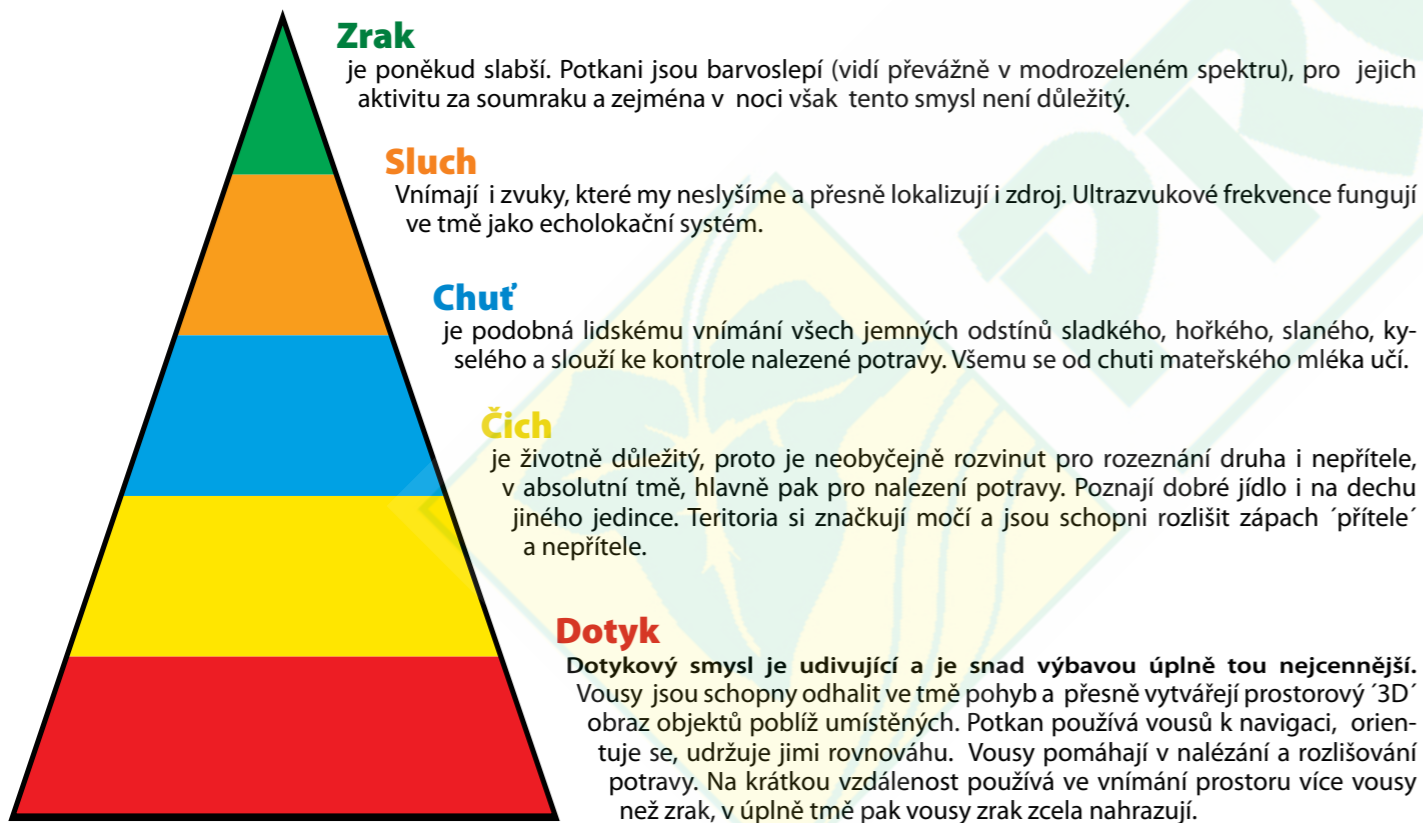 Zrak
je poněkud slabší. Potkani jsou barvoslepí (vidí převážně v modrozeleném spektru), pro jejich
aktivitu za soumraku a zejména v noci však tento smysl není důležitý.
Sluch
Vnímají i zvuky, které my neslyšíme a přesně lokalizují i zdroj. Ultrazvukové frekvence fungují
ve tmě jako echolokační systém.
Chuť
je podobná lidskému vnímání všech jemných odstínů sladkého, hořkého, slaného, ky-
selého a slouží ke kontrole nalezené potravy. Všemu se od chuti mateřského mléka učí.
Čich
je životně důležitý, proto je neobyčejně rozvinut pro rozeznání druha i nepřítele,
v absolutní tmě, hlavně pak pro nalezení potravy. Poznají dobré jídlo i na dechu
jiného jedince. Teritoria si značkují močí a jsou schopni rozlišit zápach ´přítele´
a nepřítele.
Dotyk
Dotykový smysl je udivující a je snad výbavou úplně tou nejcennější.
Vousy jsou schopny odhalit ve tmě pohyb a přesně vytvářejí prostorový ´3D´
obraz objektů poblíž umístěných. Potkan používá vousů k navigaci, orien-
tuje se, udržuje jimi rovnováhu. Vousy pomáhají v nalézání a rozlišování
potravy. Na krátkou vzdálenost používá ve vnímání prostoru více vousy
než zrak, v úplně tmě pak vousy zrak zcela nahrazují.